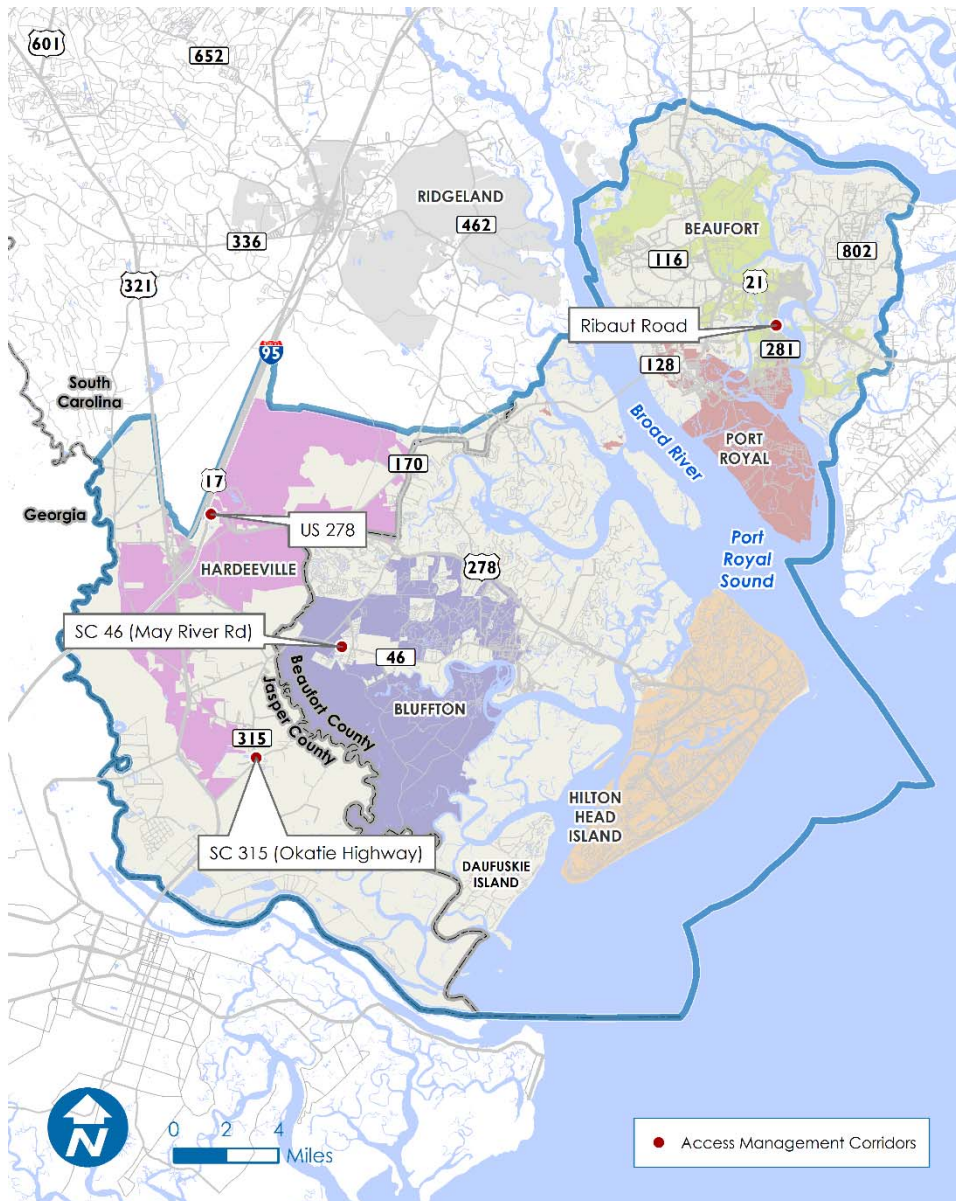 601
652
RIDGELAND
462
336
321
BEAUFORT
116
802
21
Ribaut Road
281
128
95
South
Carolina
Broad River
PORT
ROYAL
170
17
Georgia
US 278
Port
Royal
Sound
HARDEEVILLE
278
SC 46 (May River Rd)
46
Beaufort County
Jasper County
BLUFFTON
315
HILTON
HEAD
ISLAND
SC 315 (Okatie Highway)
DAUFUSKIE
ISLAND
N
0 2 4
Miles
Access Management Corridors